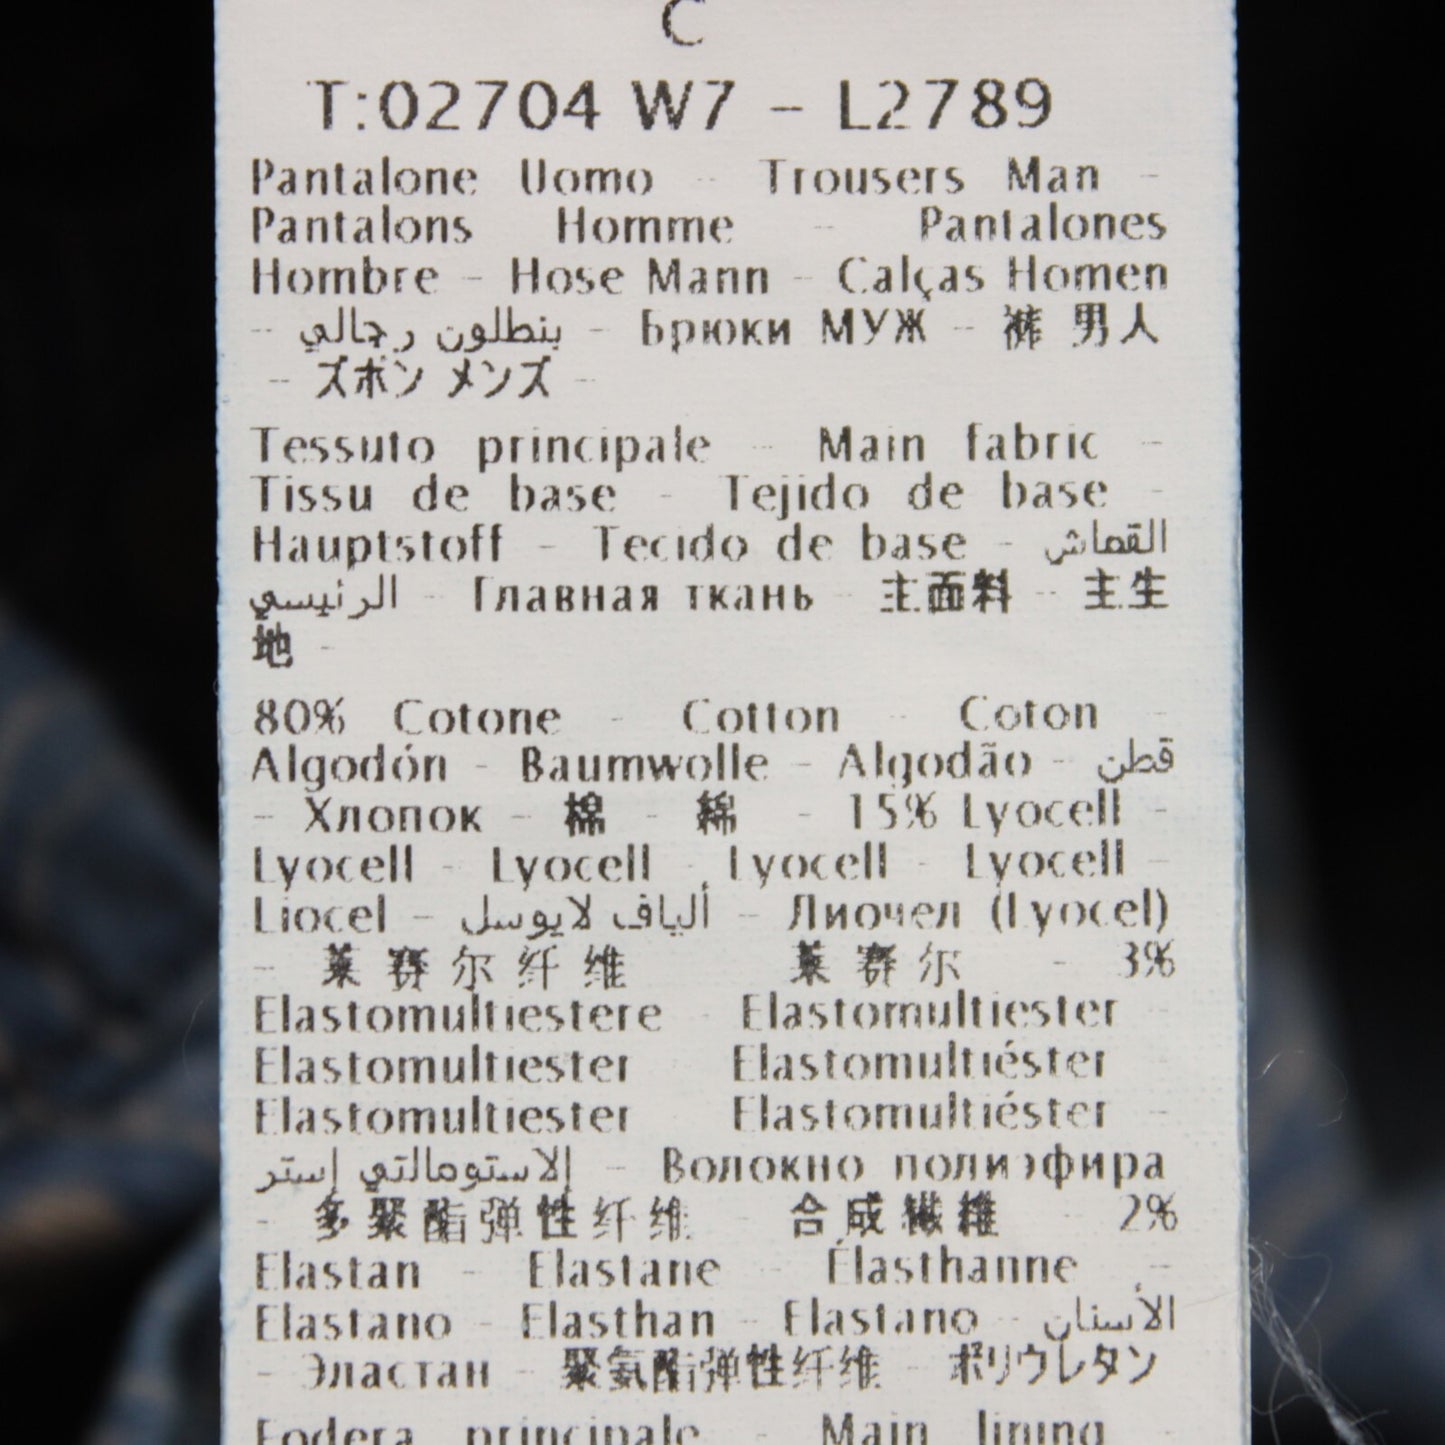 C
T:02704 W7 - L2789
Pantalone Uomo - Trousers Man -
Pantalons Homme - Pantalones
Hombre - Hose Mann - Calças Homen
- بنطلون رجالي - Брюки МУЖ - 裤 男人
- ズボン メンズ -
Tessuto principale - Main fabric -
Tissu de base - Tejido de base -
Hauptstoff - Tecido de base - القماش
الرئيسي - Главная ткань - 主面料 - 主生
地 -
80% Cotone - Cotton - Coton -
Algodón - Baumwolle - Algodão - قطن
- Хлопок - 棉 - 綿 - 15% Lyocell -
Lyocell - Lyocell - Lyocell - Lyocell -
Liocel - ألياف لايوسل - Лиочел (Lyocel)
- 莱赛尔纤维 莱赛尔 - 3%
Elastomultiestere - Elastomultiester -
Elastomultiester Elastomultiéster -
Elastomultiester Elastomultiéster -
إلاستومالتي إستر - Волокно полиэфира
- 多聚酯弹性纤维 - 合成繊維 - 2%
Elastan - Elastane - Élasthanne -
Elastano - Elasthan - Elastano - الأستان
- Эластан - 聚氨酯弹性纤维 - ポリウレタン
Fodera principale - Main lining -